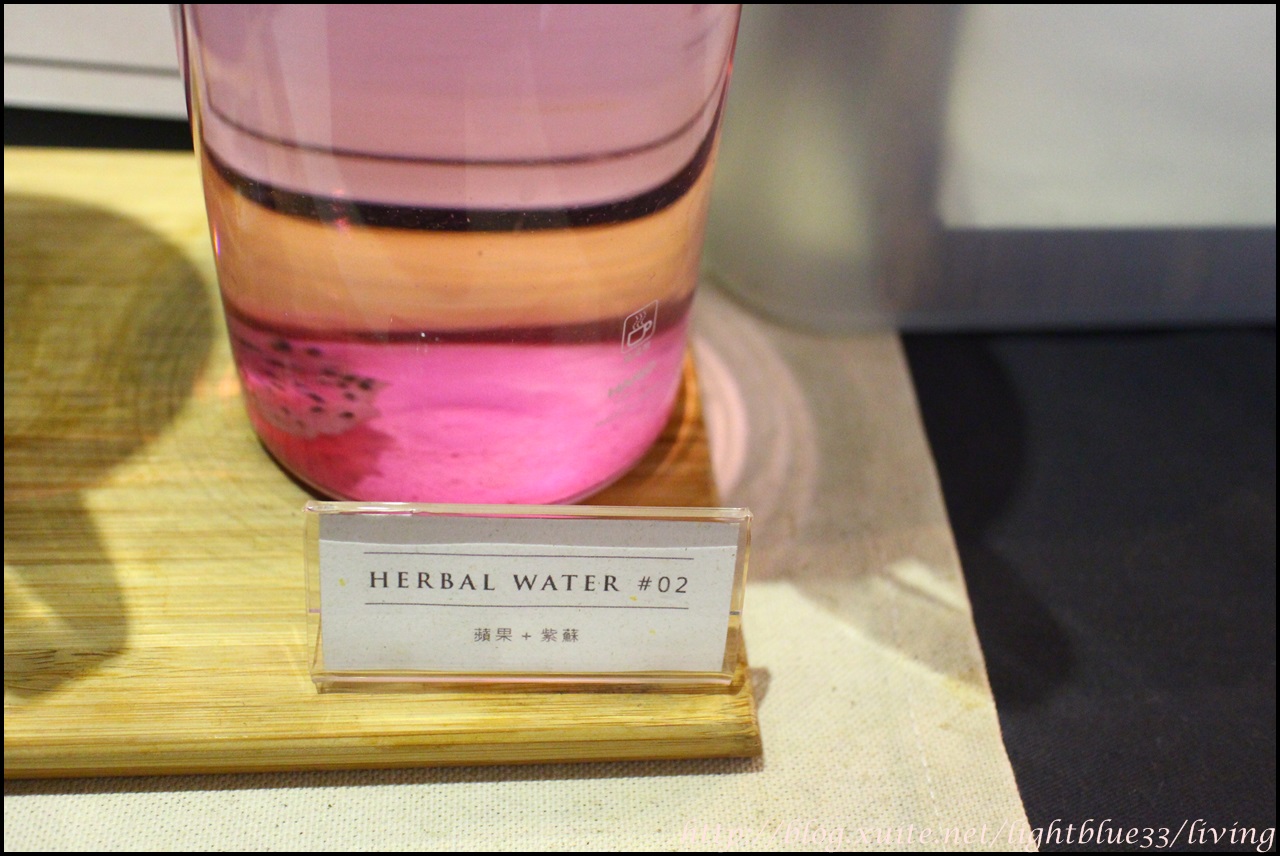 HERBAL WATER #02
蘋果 + 紫蘇
http://blog.xuite.net/lightblue33/living